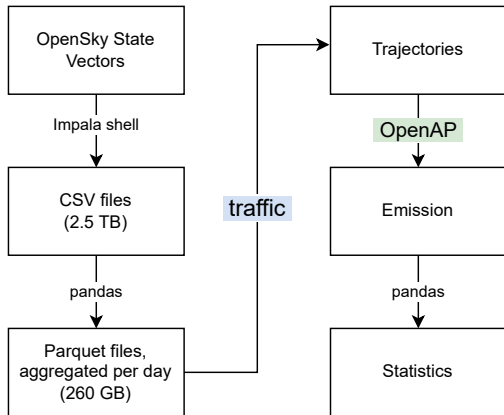 OpenSky State
Vectors
Impala shell
CSV files
(2.5 TB)
pandas
Parquet files,
aggregated per day
(260 GB)
traffic
Trajectories
OpenAP
Emission
pandas
Statistics